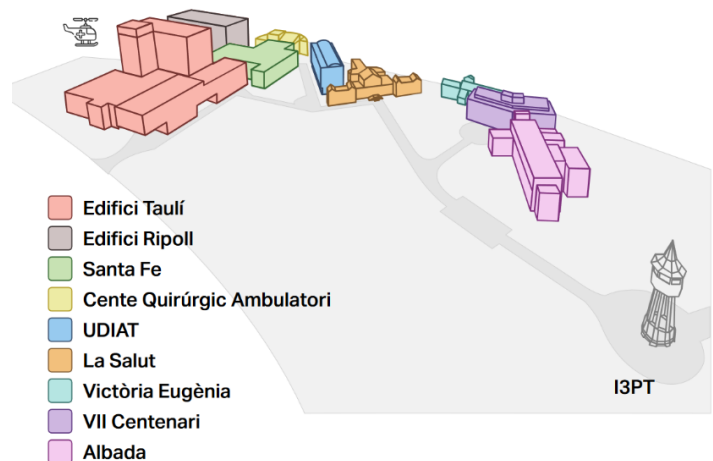 Edifici Taulí
Edifici Ripoll
Santa Fe
Cente Quirúrgic Ambulatori
UDIAT
La Salut
Victòria Eugènia
VII Centenari
Albada
I3PT